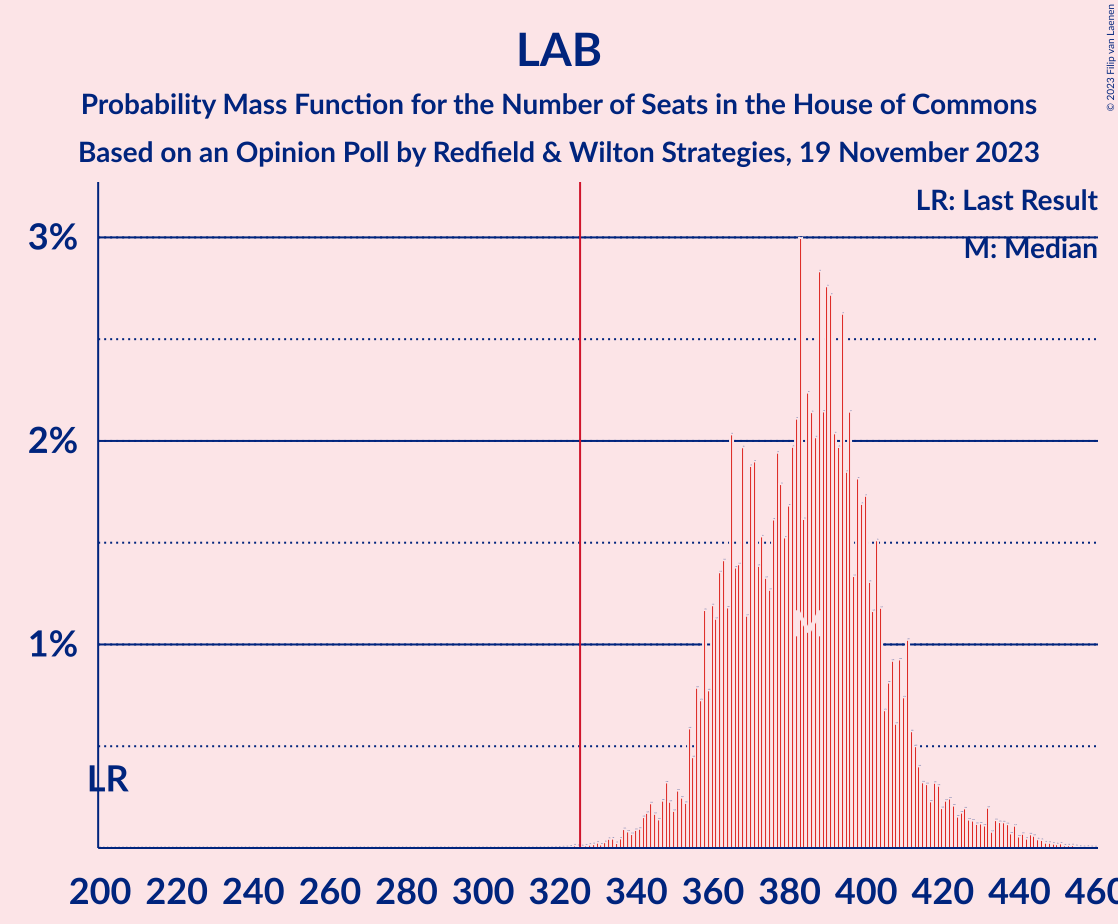 LAB
Probability Mass Function for the Number of Seats in the House of Commons
Based on an Opinion Poll by Redfield & Wilton Strategies, 19 November 2023
© 2023 Filip van Laenen
LR: Last Result
M: Median
3%
2%
1%
M
LR
200 220 240 260 280 300 320 340 360 380 400 420 440 460